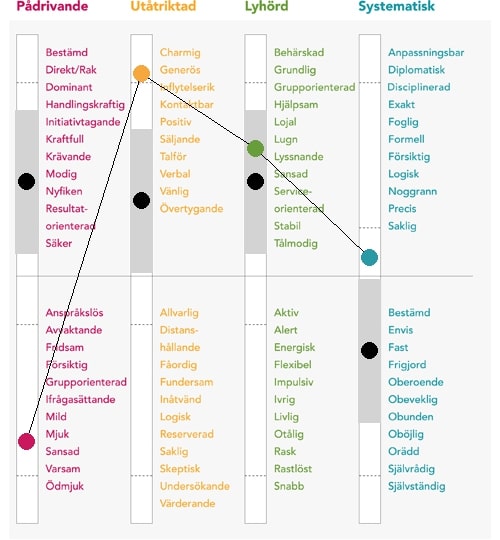 Pådrivande
Utåtriktad
Lyhörd
Systematisk
Bestämd
Direkt/Rak
Dominant
Handlingskraftig
Initiativtagande
Kraftfull
Krävande
Modig
Nyfiken
Resultat-
orienterad
Säker
Charmig
Generös
Inflytelserik
Kontaktbar
Positiv
Säljande
Talför
Verbal
Vänlig
Övertygande
Behärskad
Grundlig
Grupporienterad
Hjälpsam
Lojal
Lugn
Lyssnande
Sansad
Service-
orienterad
Stabil
Tålmodig
Anpassningsbar
Diplomatisk
Disciplinerad
Exakt
Foglig
Formell
Försiktig
Logisk
Noggrann
Precis
Saklig
Anspråkslös
Avvaktande
Fridsam
Försiktig
Grupporienterad
Ifrågasättande
Mild
Mjuk
Sansad
Varsam
Ödmjuk
Allvarlig
Distans-
hållande
Fåordig
Fundersam
Inåtvänd
Logisk
Reserverad
Saklig
Skeptisk
Undersökande
Värderande
Aktiv
Alert
Energisk
Flexibel
Impulsiv
Ivrig
Livlig
Otålig
Rask
Rastlöst
Snabb
Bestämd
Envis
Fast
Frigjord
Oberoende
Obeveklig
Obunden
Oböjlig
Orädd
Självrådig
Självständig